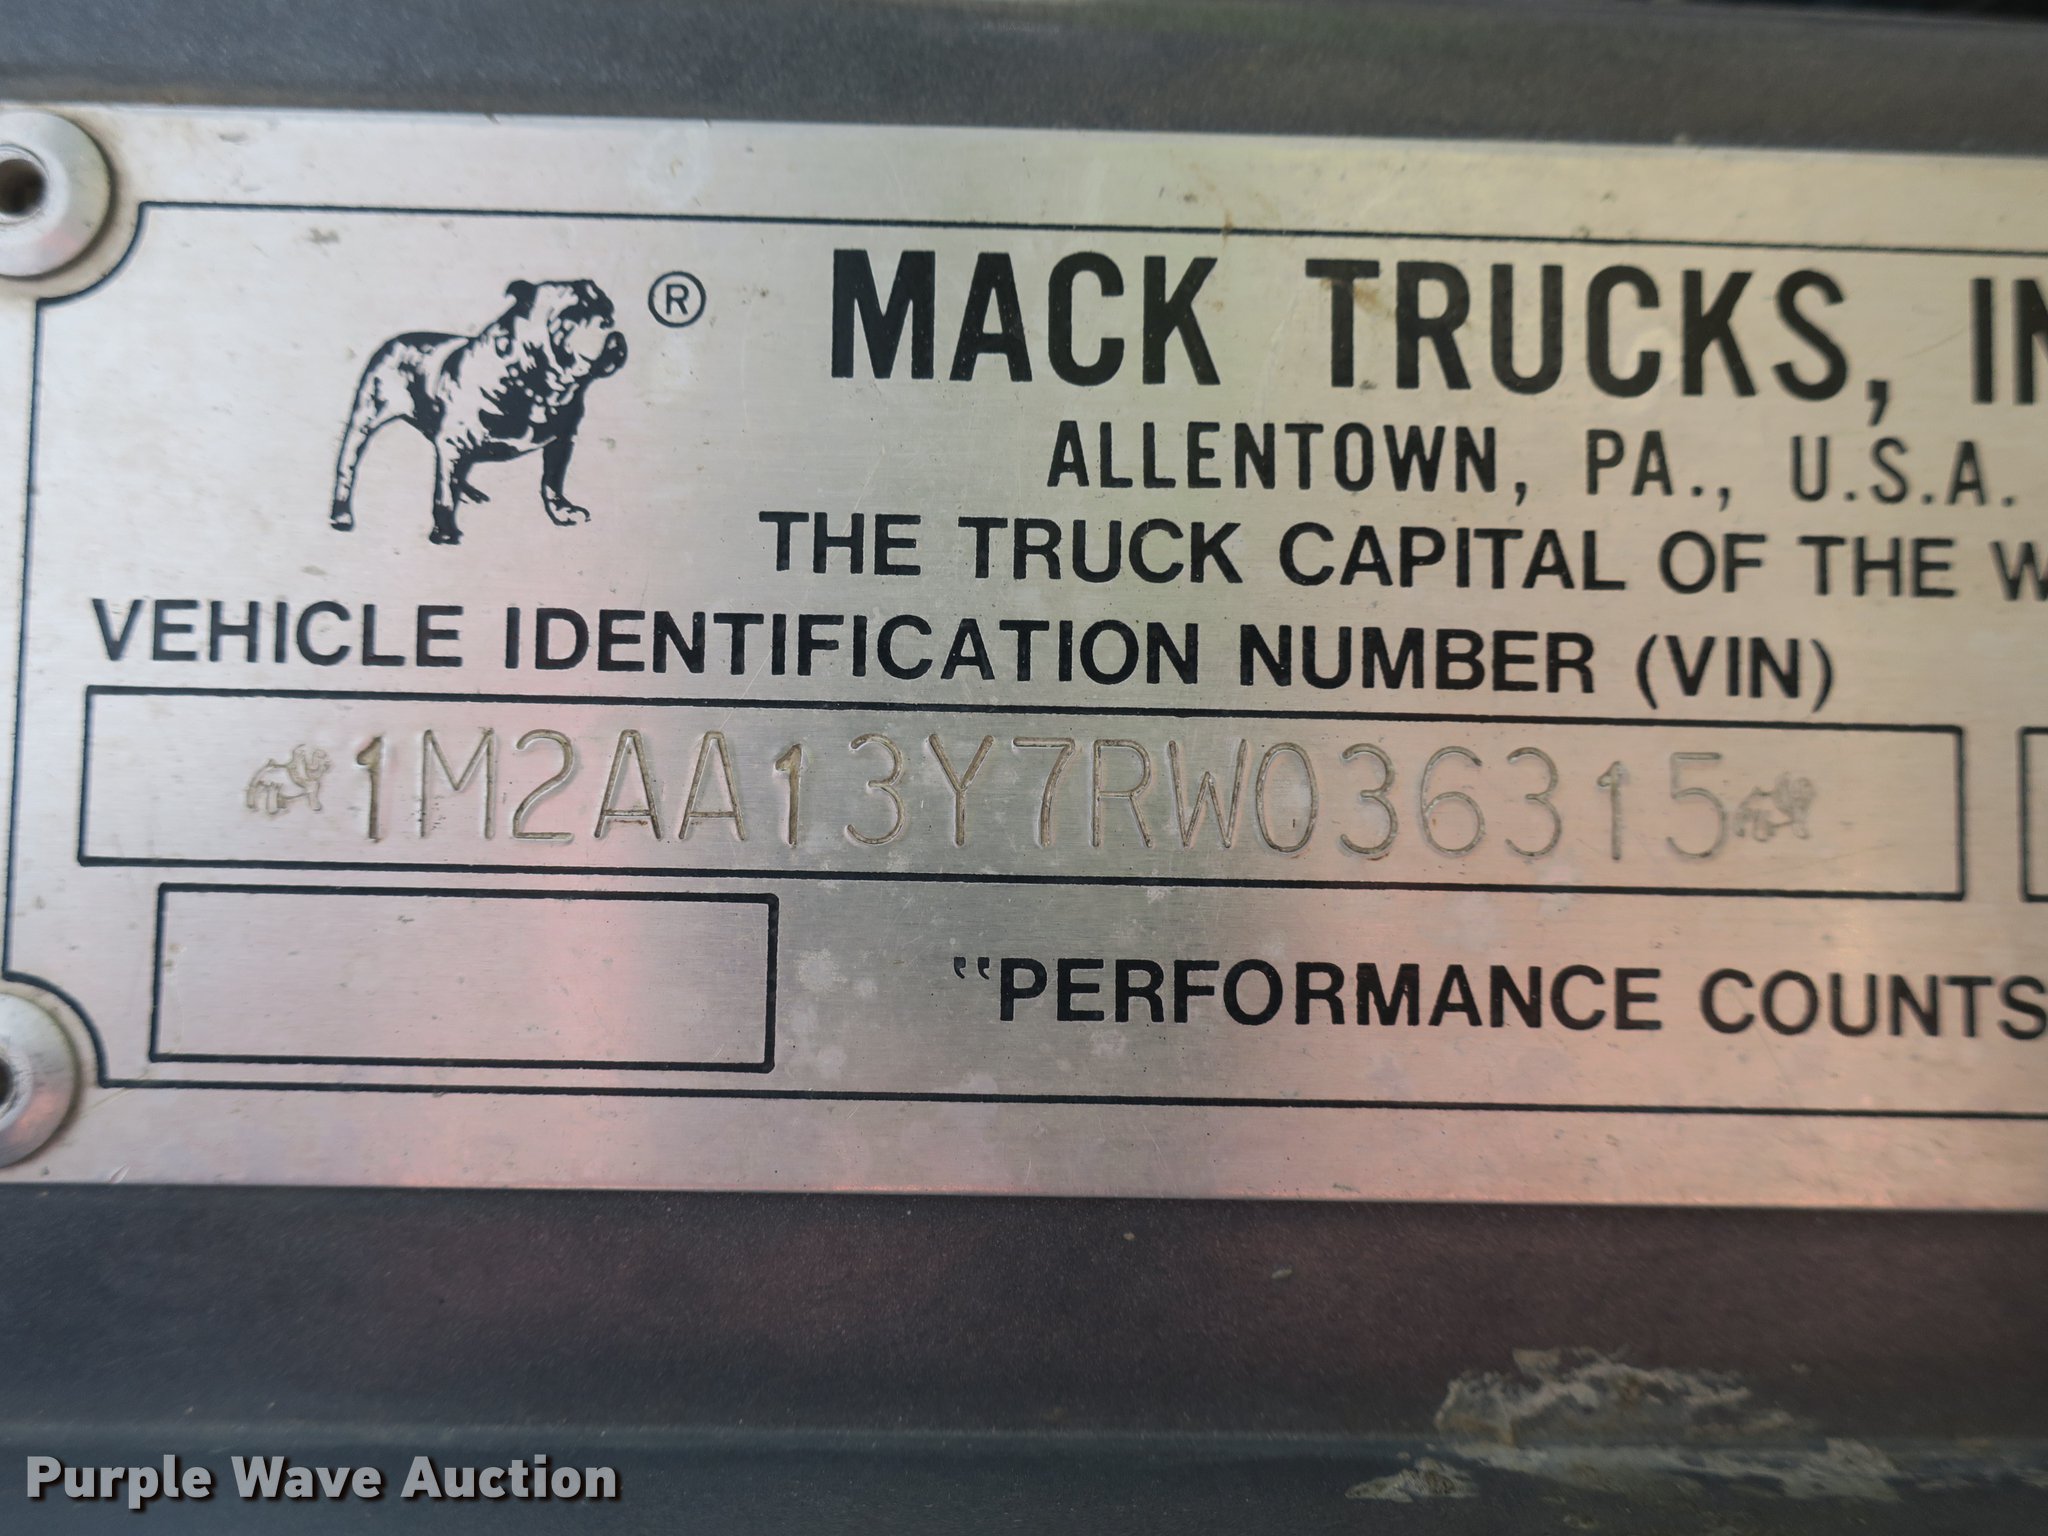 ®
MACK TRUCKS, IN
ALLENTOWN, PA., U.S.A.
THE TRUCK CAPITAL OF THE W
VEHICLE IDENTIFICATION NUMBER (VIN)
1M2AA13Y7RW036315
"PERFORMANCE COUNTS
Purple Wave Auction